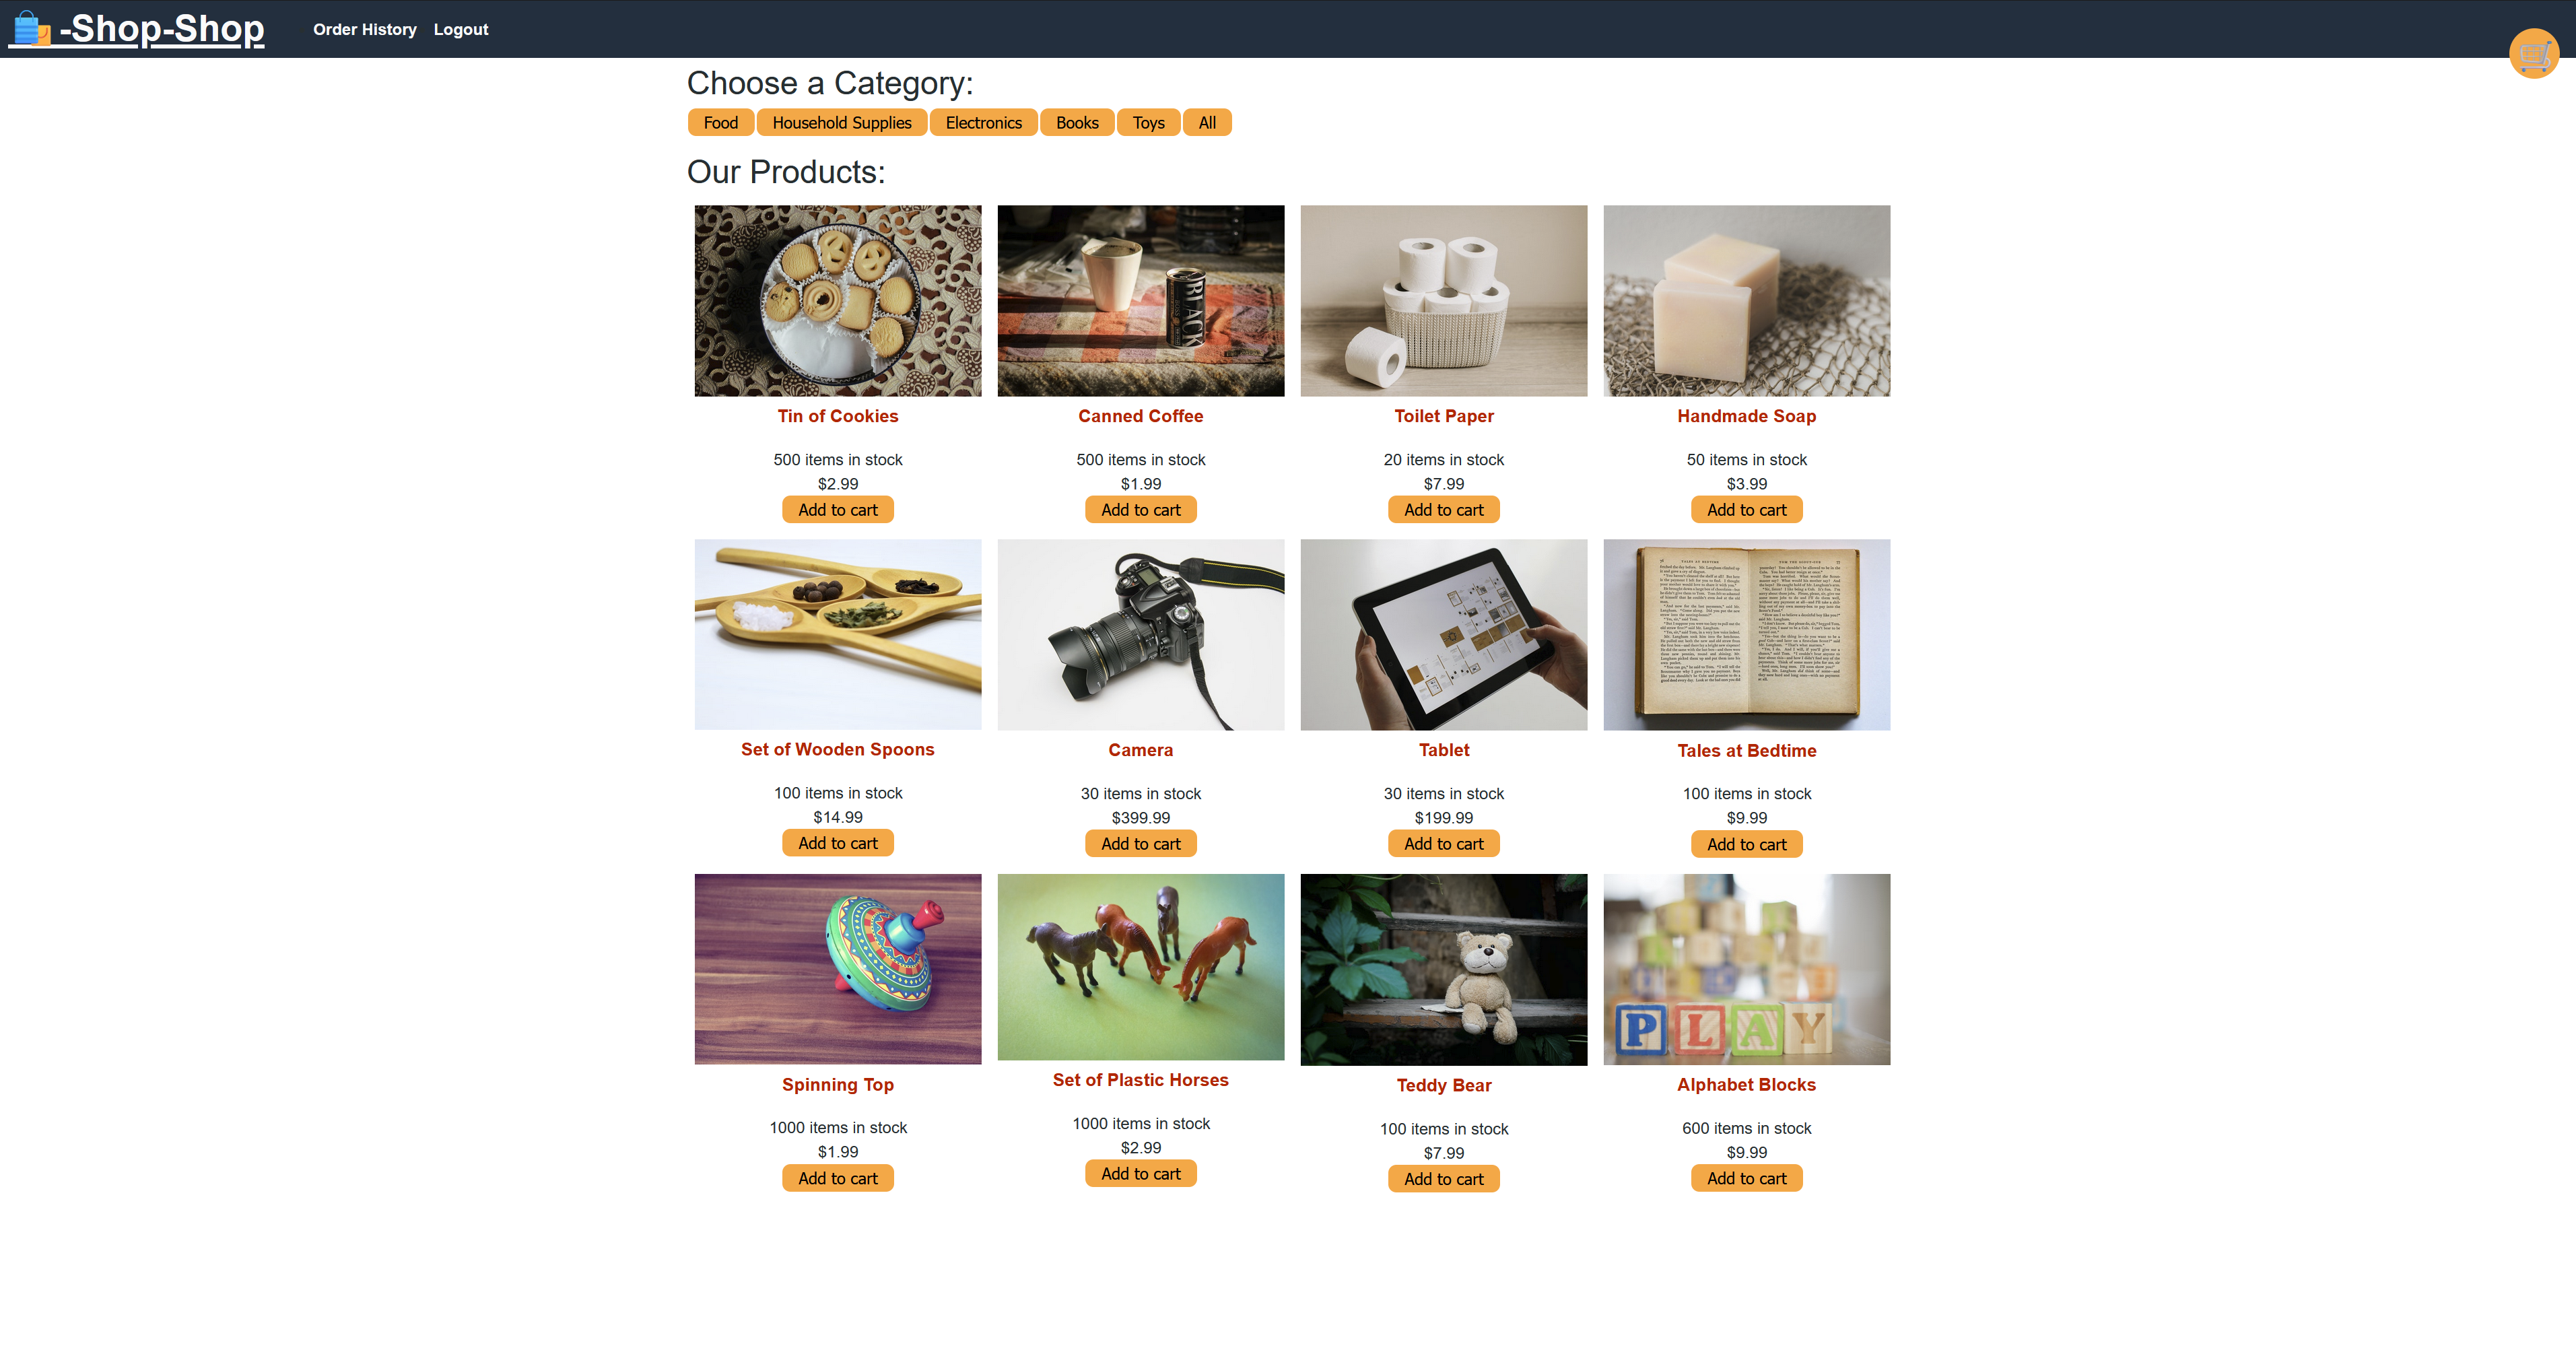 -Shop-Shop
Order History Logout
Choose a Category:
Food Household Supplies Electronics Books Toys All
Our Products:
BLACK
Tin of Cookies Canned Coffee Toilet Paper Handmade Soap
500 items in stock 500 items in stock 20 items in stock 50 items in stock
$2.99 $1.99 $7.99 $3.99
Add to cart Add to cart Add to cart Add to cart
TALES AT BEDTIME
Set of Wooden Spoons Camera Tablet Tales at Bedtime
100 items in stock 30 items in stock 30 items in stock 100 items in stock
$14.99 $399.99 $199.99 $9.99
Add to cart Add to cart Add to cart Add to cart
PLAY
Spinning Top Set of Plastic Horses Teddy Bear Alphabet Blocks
1000 items in stock 1000 items in stock 100 items in stock 600 items in stock
$1.99 $2.99 $7.99 $9.99
Add to cart Add to cart Add to cart Add to cart